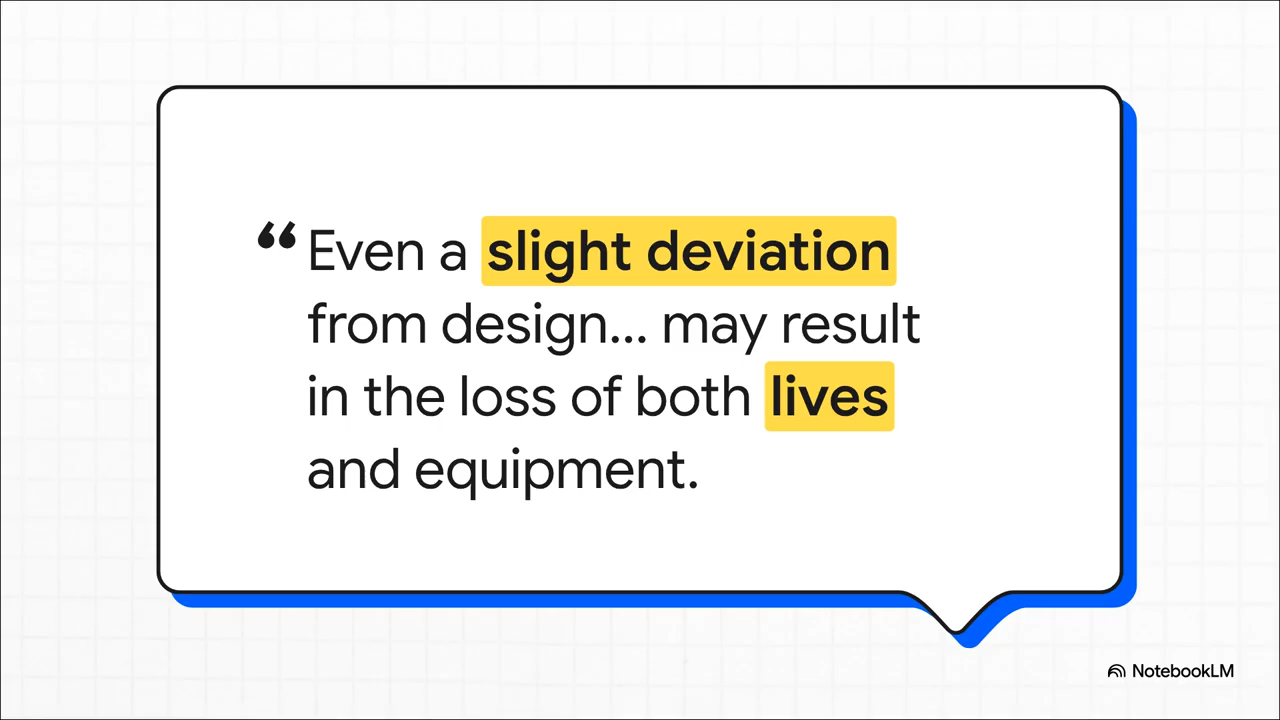 “Even a slight deviation
from design... may result
in the loss of both lives
and equipment.
NotebookLM